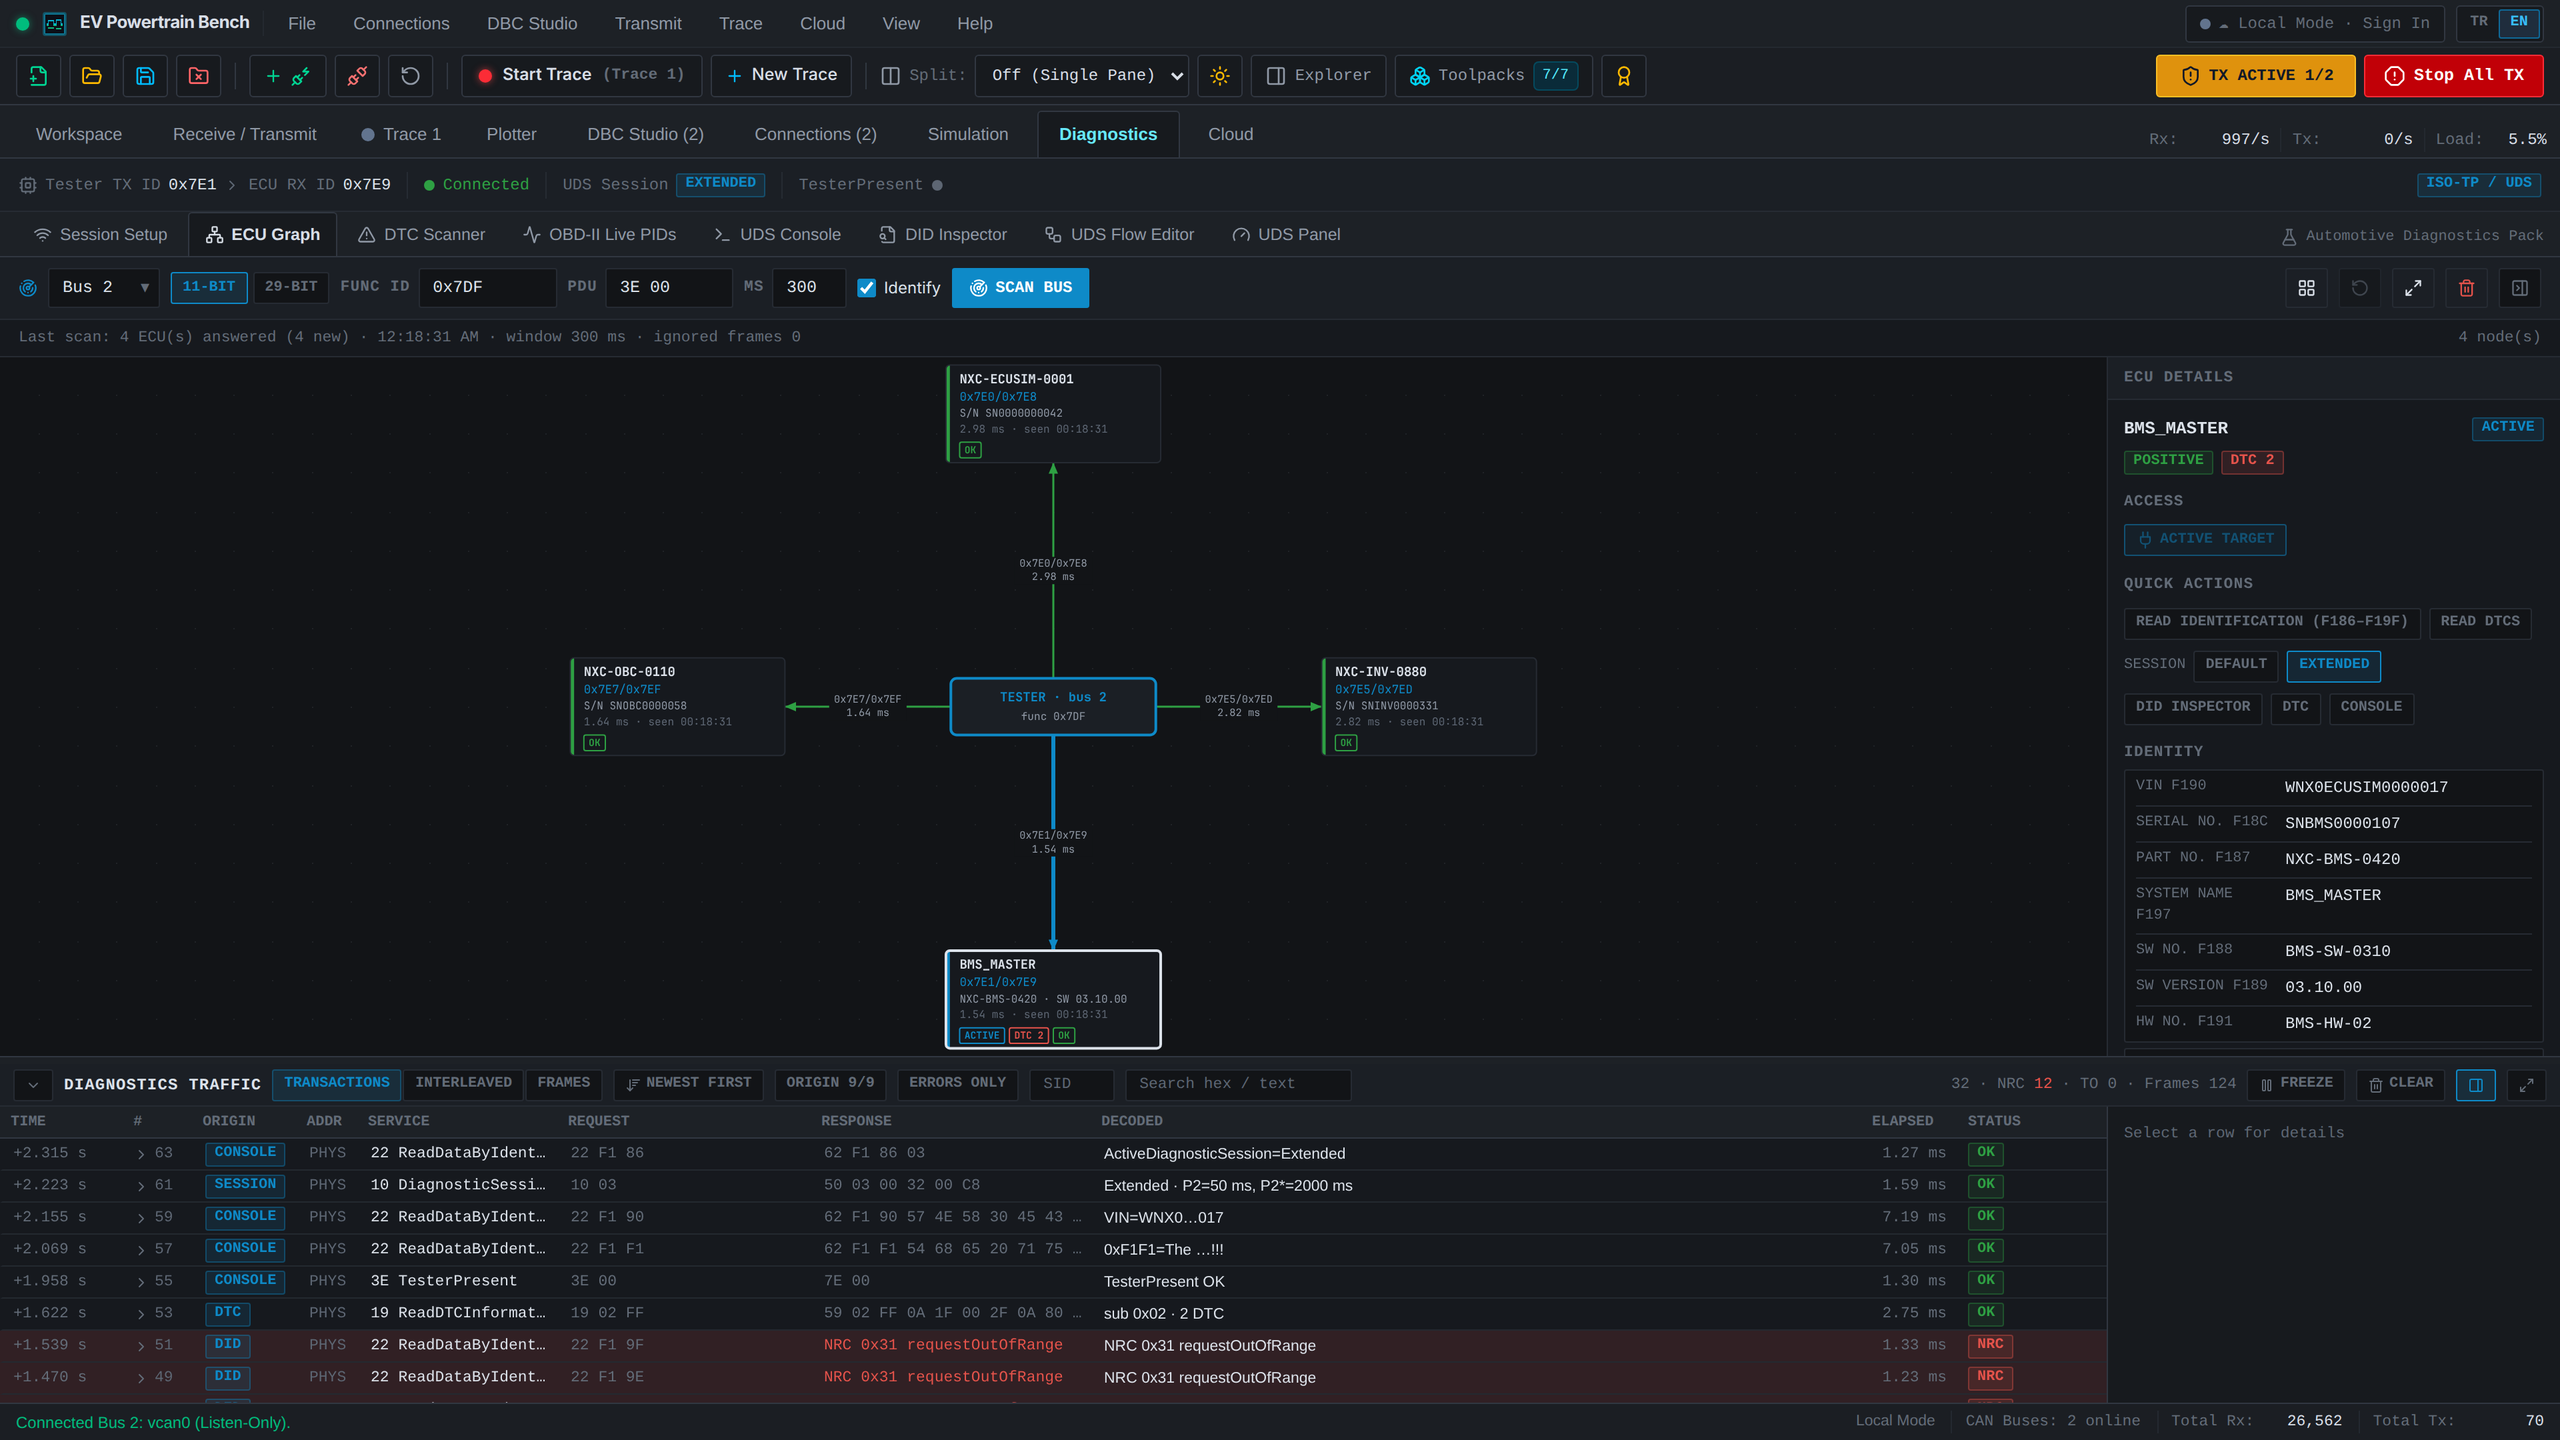 EV Powertrain Bench File Connections DBC Studio Transmit Trace Cloud View Help Local Mode · Sign In TR EN
Start Trace (Trace 1) New Trace Split: Off (Single Pane) Explorer Toolpacks 7/7 TX ACTIVE 1/2 Stop All TX
Workspace Receive / Transmit Trace 1 Plotter DBC Studio (2) Connections (2) Simulation Diagnostics Cloud Rx: 997/s Tx: 0/s Load: 5.5%
Tester TX ID 0x7E1 > ECU RX ID 0x7E9 Connected UDS Session EXTENDED TesterPresent ISO-TP / UDS
Session Setup ECU Graph DTC Scanner OBD-II Live PIDs UDS Console DID Inspector UDS Flow Editor UDS Panel Automotive Diagnostics Pack
Bus 2 11-BIT 29-BIT FUNC ID 0x7DF PDU 3E 00 MS 300 Identify SCAN BUS
Last scan: 4 ECU(s) answered (4 new) · 12:18:31 AM · window 300 ms · ignored frames 0 4 node(s)
NXC-ECUSIM-0001
0x7E0/0x7E8
S/N SN0000000042
2.98 ms · seen 00:18:31
OK
0x7E0/0x7E8
2.98 ms
NXC-OBC-0110
0x7E7/0x7EF
S/N SNOBC0000058
1.64 ms · seen 00:18:31
OK
0x7E7/0x7EF
1.64 ms
TESTER · bus 2
func 0x7DF
0x7E5/0x7ED
2.82 ms
NXC-INV-0880
0x7E5/0x7ED
S/N SNINV0000331
2.82 ms · seen 00:18:31
OK
0x7E1/0x7E9
1.54 ms
BMS_MASTER
0x7E1/0x7E9
NXC-BMS-0420 · SW 03.10.00
1.54 ms · seen 00:18:31
ACTIVE DTC 2 OK
ECU DETAILS
BMS_MASTER ACTIVE
POSITIVE DTC 2
ACCESS
ACTIVE TARGET
QUICK ACTIONS
READ IDENTIFICATION (F186–F19F) READ DTCS
SESSION DEFAULT EXTENDED
DID INSPECTOR DTC CONSOLE
IDENTITY
VIN F190 WNX0ECUSIM0000017
SERIAL NO. F18C SNBMS0000107
PART NO. F187 NXC-BMS-0420
SYSTEM NAME F197 BMS_MASTER
SW NO. F188 BMS-SW-0310
SW VERSION F189 03.10.00
HW NO. F191 BMS-HW-02
DIAGNOSTICS TRAFFIC TRANSACTIONS INTERLEAVED FRAMES NEWEST FIRST ORIGIN 9/9 ERRORS ONLY SID Search hex / text 32 · NRC 12 · TO 0 · Frames 124 FREEZE CLEAR
TIME # ORIGIN ADDR SERVICE REQUEST RESPONSE DECODED ELAPSED STATUS
+2.315 s > 63 CONSOLE PHYS 22 ReadDataByIdent… 22 F1 86 62 F1 86 03 ActiveDiagnosticSession=Extended 1.27 ms OK
+2.223 s > 61 SESSION PHYS 10 DiagnosticSessi… 10 03 50 03 00 32 00 C8 Extended · P2=50 ms, P2*=2000 ms 1.59 ms OK
+2.155 s > 59 CONSOLE PHYS 22 ReadDataByIdent… 22 F1 90 62 F1 90 57 4E 58 30 45 43 … VIN=WNX0…017 7.19 ms OK
+2.069 s > 57 CONSOLE PHYS 22 ReadDataByIdent… 22 F1 F1 62 F1 F1 54 68 65 20 71 75 … 0xF1F1=The …!!! 7.05 ms OK
+1.958 s > 55 CONSOLE PHYS 3E TesterPresent 3E 00 7E 00 TesterPresent OK 1.30 ms OK
+1.622 s > 53 DTC PHYS 19 ReadDTCInformat… 19 02 FF 59 02 FF 0A 1F 00 2F 0A 80 … sub 0x02 · 2 DTC 2.75 ms OK
+1.539 s > 51 DID PHYS 22 ReadDataByIdent… 22 F1 9F NRC 0x31 requestOutOfRange NRC 0x31 requestOutOfRange 1.33 ms NRC
+1.470 s > 49 DID PHYS 22 ReadDataByIdent… 22 F1 9E NRC 0x31 requestOutOfRange NRC 0x31 requestOutOfRange 1.23 ms NRC
Select a row for details
Connected Bus 2: vcan0 (Listen-Only). Local Mode CAN Buses: 2 online Total Rx: 26,562 Total Tx: 70